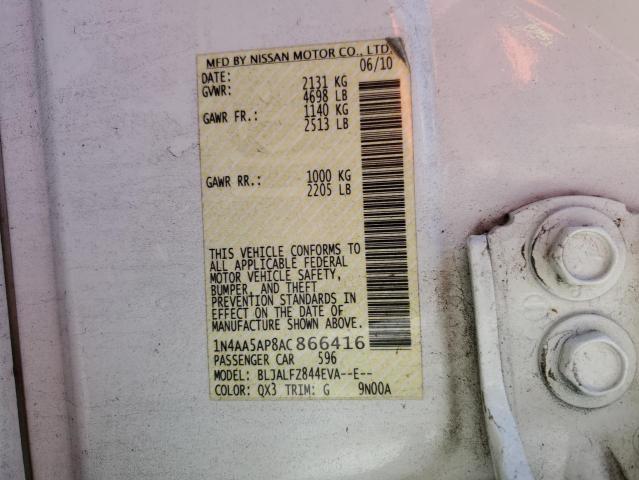 MFD BY NISSAN MOTOR CO., LTD.
DATE: 06/10
GVWR: 2131 KG
4698 LB
GAWR FR.: 1140 KG
2513 LB
GAWR RR.: 1000 KG
2205 LB
THIS VEHICLE CONFORMS TO
ALL APPLICABLE FEDERAL
MOTOR VEHICLE SAFETY,
BUMPER, AND THEFT
PREVENTION STANDARDS IN
EFFECT ON THE DATE OF
MANUFACTURE SHOWN ABOVE.
1N4AA5AP8AC866416
PASSENGER CAR 596
MODEL: BLJALFZ844EVA--E--
COLOR: QX3 TRIM: G 9N00A